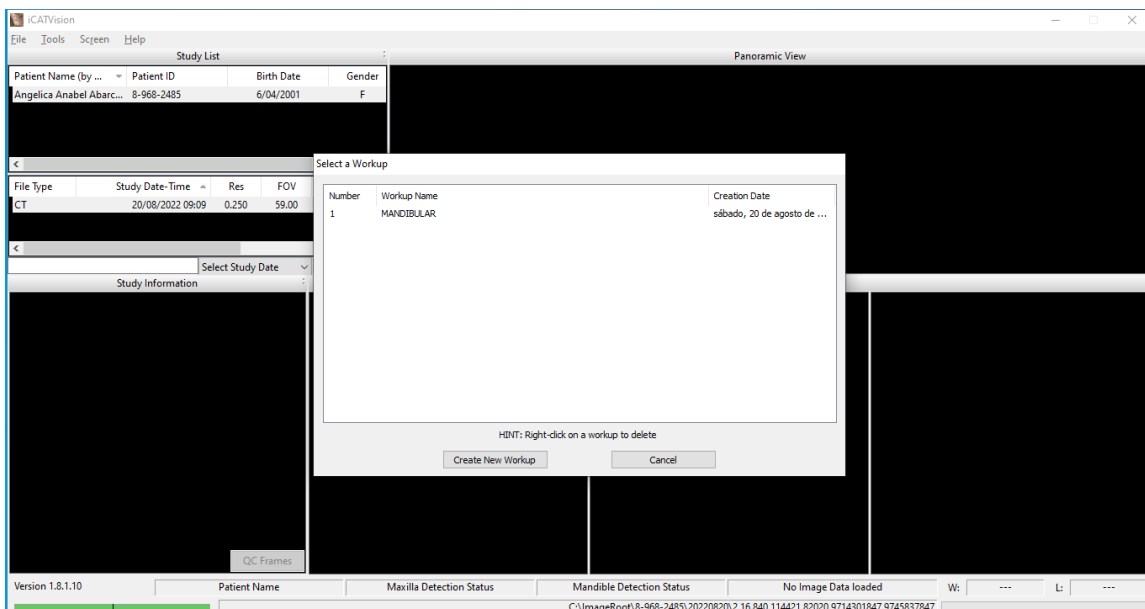 iCATVision
File Tools Screen Help
Study List
Panoramic View
Patient Name (by ... Patient ID Birth Date Gender
Angelica Anabel Abarc... 8-968-2485 6/04/2001 F
Select a Workup
File Type Study Date-Time Res FOV
CT 20/08/2022 09:09 0.250 59.00
Number Workup Name Creation Date
1 MANDIBULAR sábado, 20 de agosto de ...
Select Study Date
Study Information
HINT: Right-click on a workup to delete
Create New Workup Cancel
QC Frames
Version 1.8.1.10 Patient Name Maxilla Detection Status Mandible Detection Status No Image Data loaded W: --- L: ---
C:\ImageRoot\8-968-2485\20220820\2.16.840.114421.82020.9714301847.9745837847